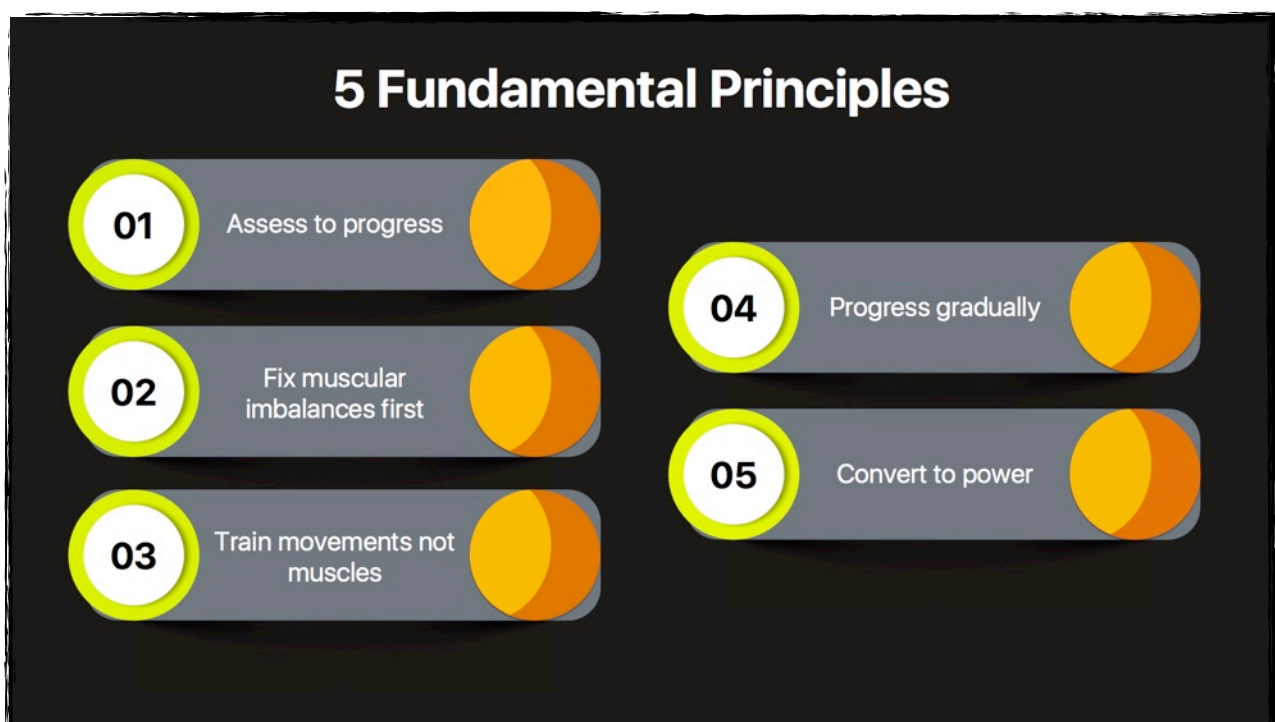 5 Fundamental Principles
01
Assess to progress
02
Fix muscular
imbalances first
03
Train movements not
muscles
04
Progress gradually
05
Convert to power